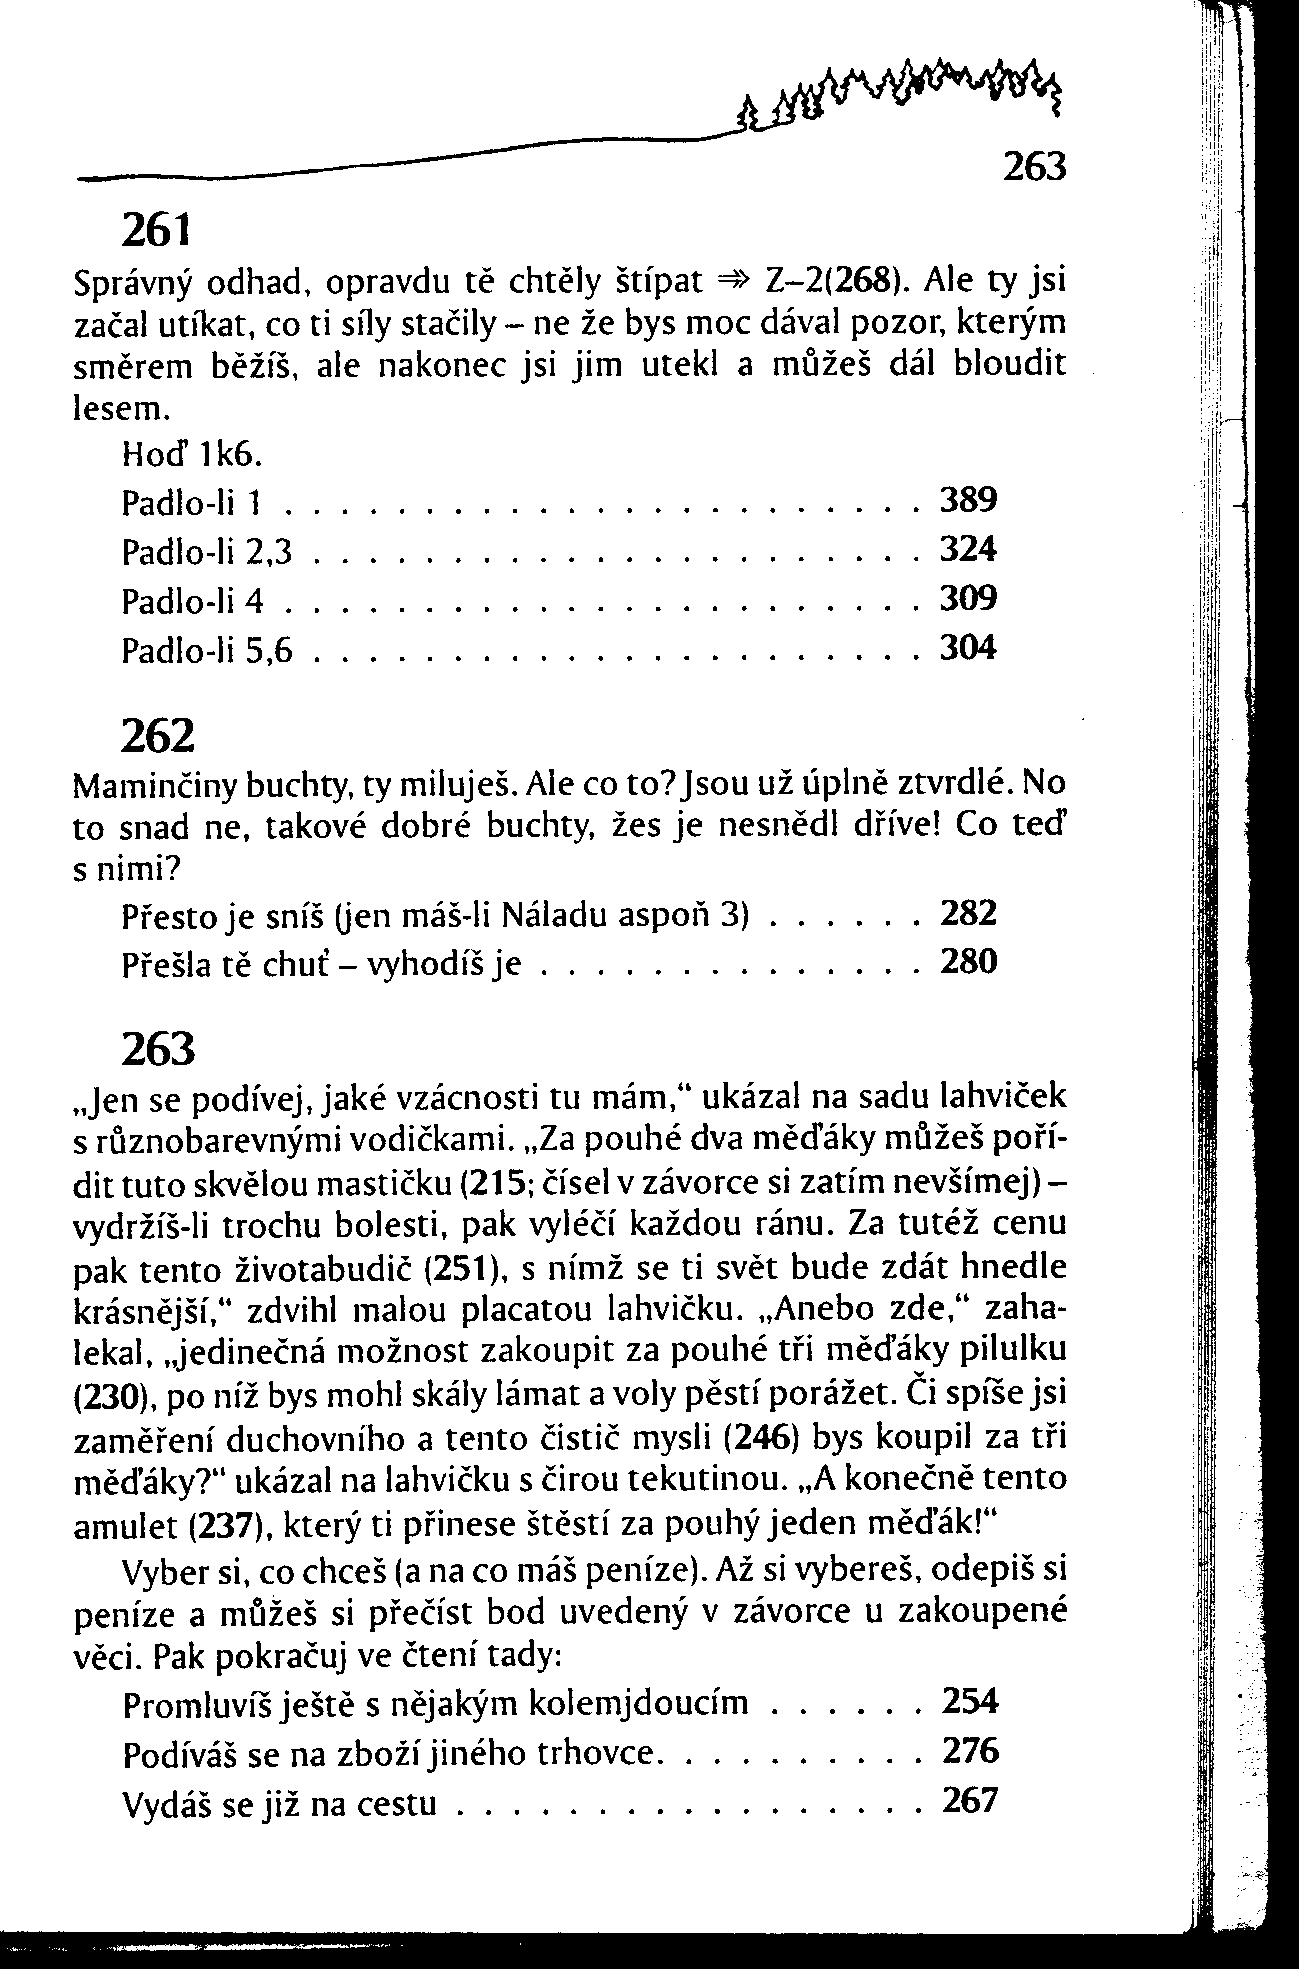 263
261
Správný odhad, opravdu tě chtěly štípat ⇒ Z–2(268). Ale ty jsi
začal utíkat, co ti síly stačily – ne že bys moc dával pozor, kterým
směrem běžíš, ale nakonec jsi jim utekl a můžeš dál bloudit
lesem.
Hoď 1k6.
Padlo-li 1 . . . . . . . . . . . . . . . . . . . . . . . 389
Padlo-li 2,3 . . . . . . . . . . . . . . . . . . . . . . 324
Padlo-li 4 . . . . . . . . . . . . . . . . . . . . . . . 309
Padlo-li 5,6 . . . . . . . . . . . . . . . . . . . . . . 304
262
Maminčiny buchty, ty miluješ. Ale co to? Jsou už úplně ztvrdlé. No
to snad ne, takové dobré buchty, žes je nesnědl dříve! Co teď
s nimi?
Přesto je sníš (jen máš-li Náladu aspoň 3) . . . . . . 282
Přešla tě chuť – vyhodíš je . . . . . . . . . . . . . . 280
263
„Jen se podívej, jaké vzácnosti tu mám,“ ukázal na sadu lahviček
s různobarevnými vodičkami. „Za pouhé dva měďáky můžeš poří-
dit tuto skvělou mastičku (215; čísel v závorce si zatím nevšímej) –
vydržíš-li trochu bolesti, pak vyléčí každou ránu. Za tutéž cenu
pak tento životabudič (251), s nímž se ti svět bude zdát hnedle
krásnější,“ zdvihl malou placatou lahvičku. „Anebo zde,“ zaha-
lekal, „jedinečná možnost zakoupit za pouhé tři měďáky pilulku
(230), po níž bys mohl skály lámat a voly pěstí porážet. Či spíše jsi
zaměření duchovního a tento čistič mysli (246) bys koupil za tři
měďáky?“ ukázal na lahvičku s čirou tekutinou. „A konečně tento
amulet (237), který ti přinese štěstí za pouhý jeden měďák!“
Vyber si, co chceš (a na co máš peníze). Až si vybereš, odepiš si
peníze a můžeš si přečíst bod uvedený v závorce u zakoupené
věci. Pak pokračuj ve čtení tady:
Promluvíš ještě s nějakým kolemjdoucím . . . . . . 254
Podíváš se na zboží jiného trhovce. . . . . . . . . . 276
Vydáš se již na cestu . . . . . . . . . . . . . . . . . 267